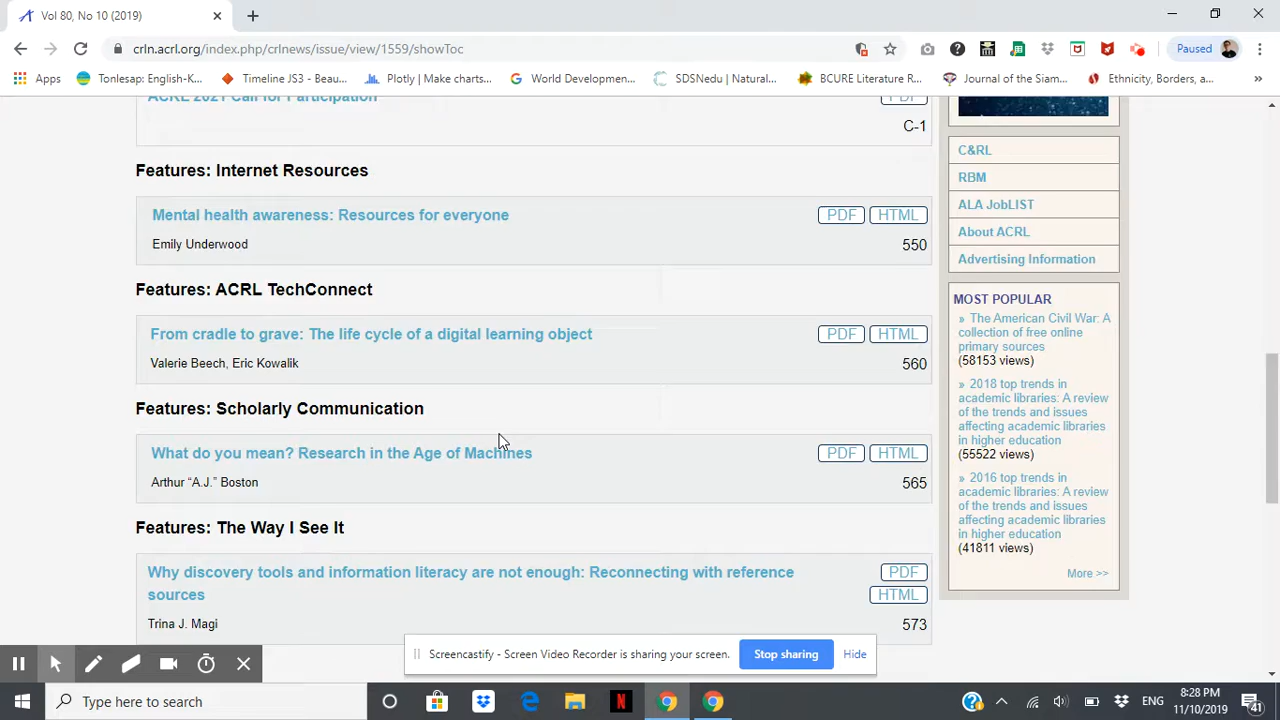 Vol 80, No 10 (2019)
crln.acrl.org/index.php/crlnews/issue/view/1559/showToc
Paused
Apps
Tonlesap: English-K...
Timeline JS3 - Beau...
Plotly | Make charts...
World Developmen...
SDSNedu | Natural...
BCURE Literature R...
Journal of the Siam...
Ethnicity, Borders, a...
»
ACRL 2021 Call for Participation
PDF
C-1
Features: Internet Resources
Mental health awareness: Resources for everyone
PDF HTML
Emily Underwood
550
Features: ACRL TechConnect
From cradle to grave: The life cycle of a digital learning object
PDF HTML
Valerie Beech, Eric Kowalik
560
Features: Scholarly Communication
What do you mean? Research in the Age of Machines
PDF HTML
Arthur “A.J.” Boston
565
Features: The Way I See It
Why discovery tools and information literacy are not enough: Reconnecting with reference
sources
PDF
HTML
Trina J. Magi
573
C&RL
RBM
ALA JobLIST
About ACRL
Advertising Information
MOST POPULAR
» The American Civil War: A
collection of free online
primary sources
(58153 views)
» 2018 top trends in
academic libraries: A review
of the trends and issues
affecting academic libraries
in higher education
(55522 views)
» 2016 top trends in
academic libraries: A review
of the trends and issues
affecting academic libraries
in higher education
(41811 views)
More >>
Screencastify - Screen Video Recorder is sharing your screen.
Stop sharing
Hide
Type here to search
ENG
8:28 PM
11/10/2019
41